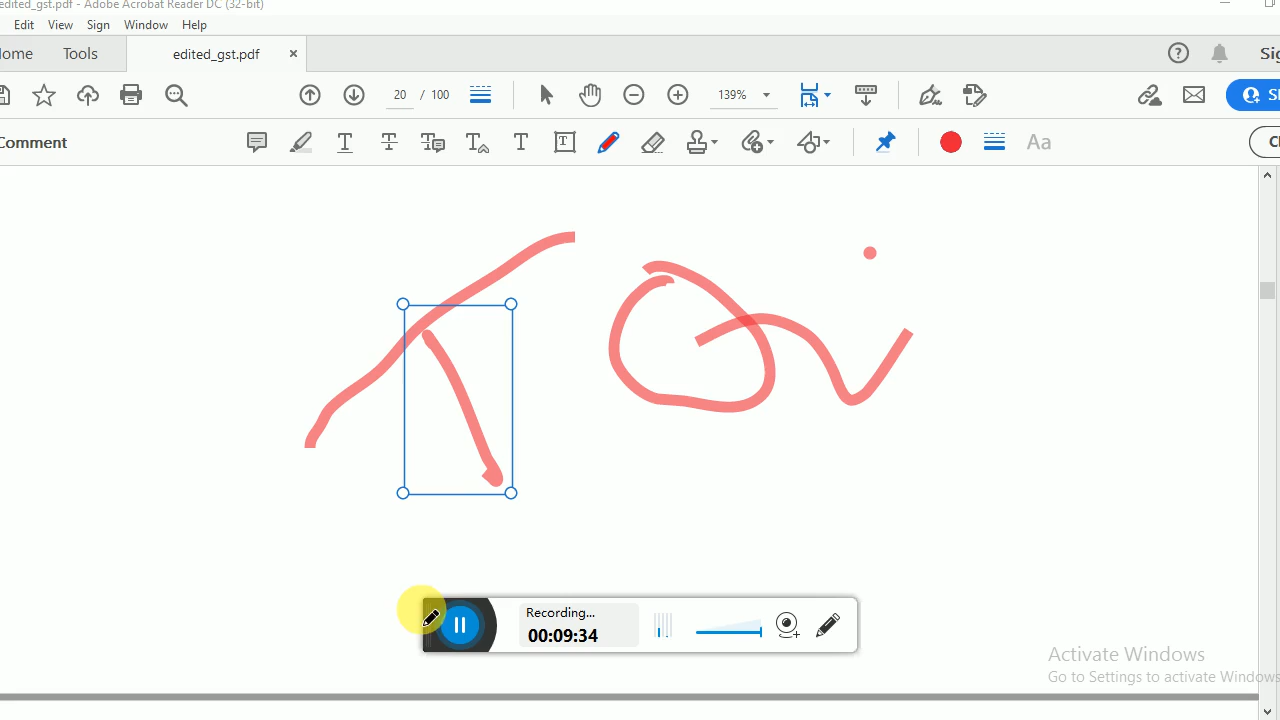 edited_gst.pdf - Adobe Acrobat Reader DC (32-bit)
Edit View Sign Window Help
Tools edited_gst.pdf ×
20 / 100 139%
Comment Aa
Recording...
00:09:34
Activate Windows
Go to Settings to activate Windows